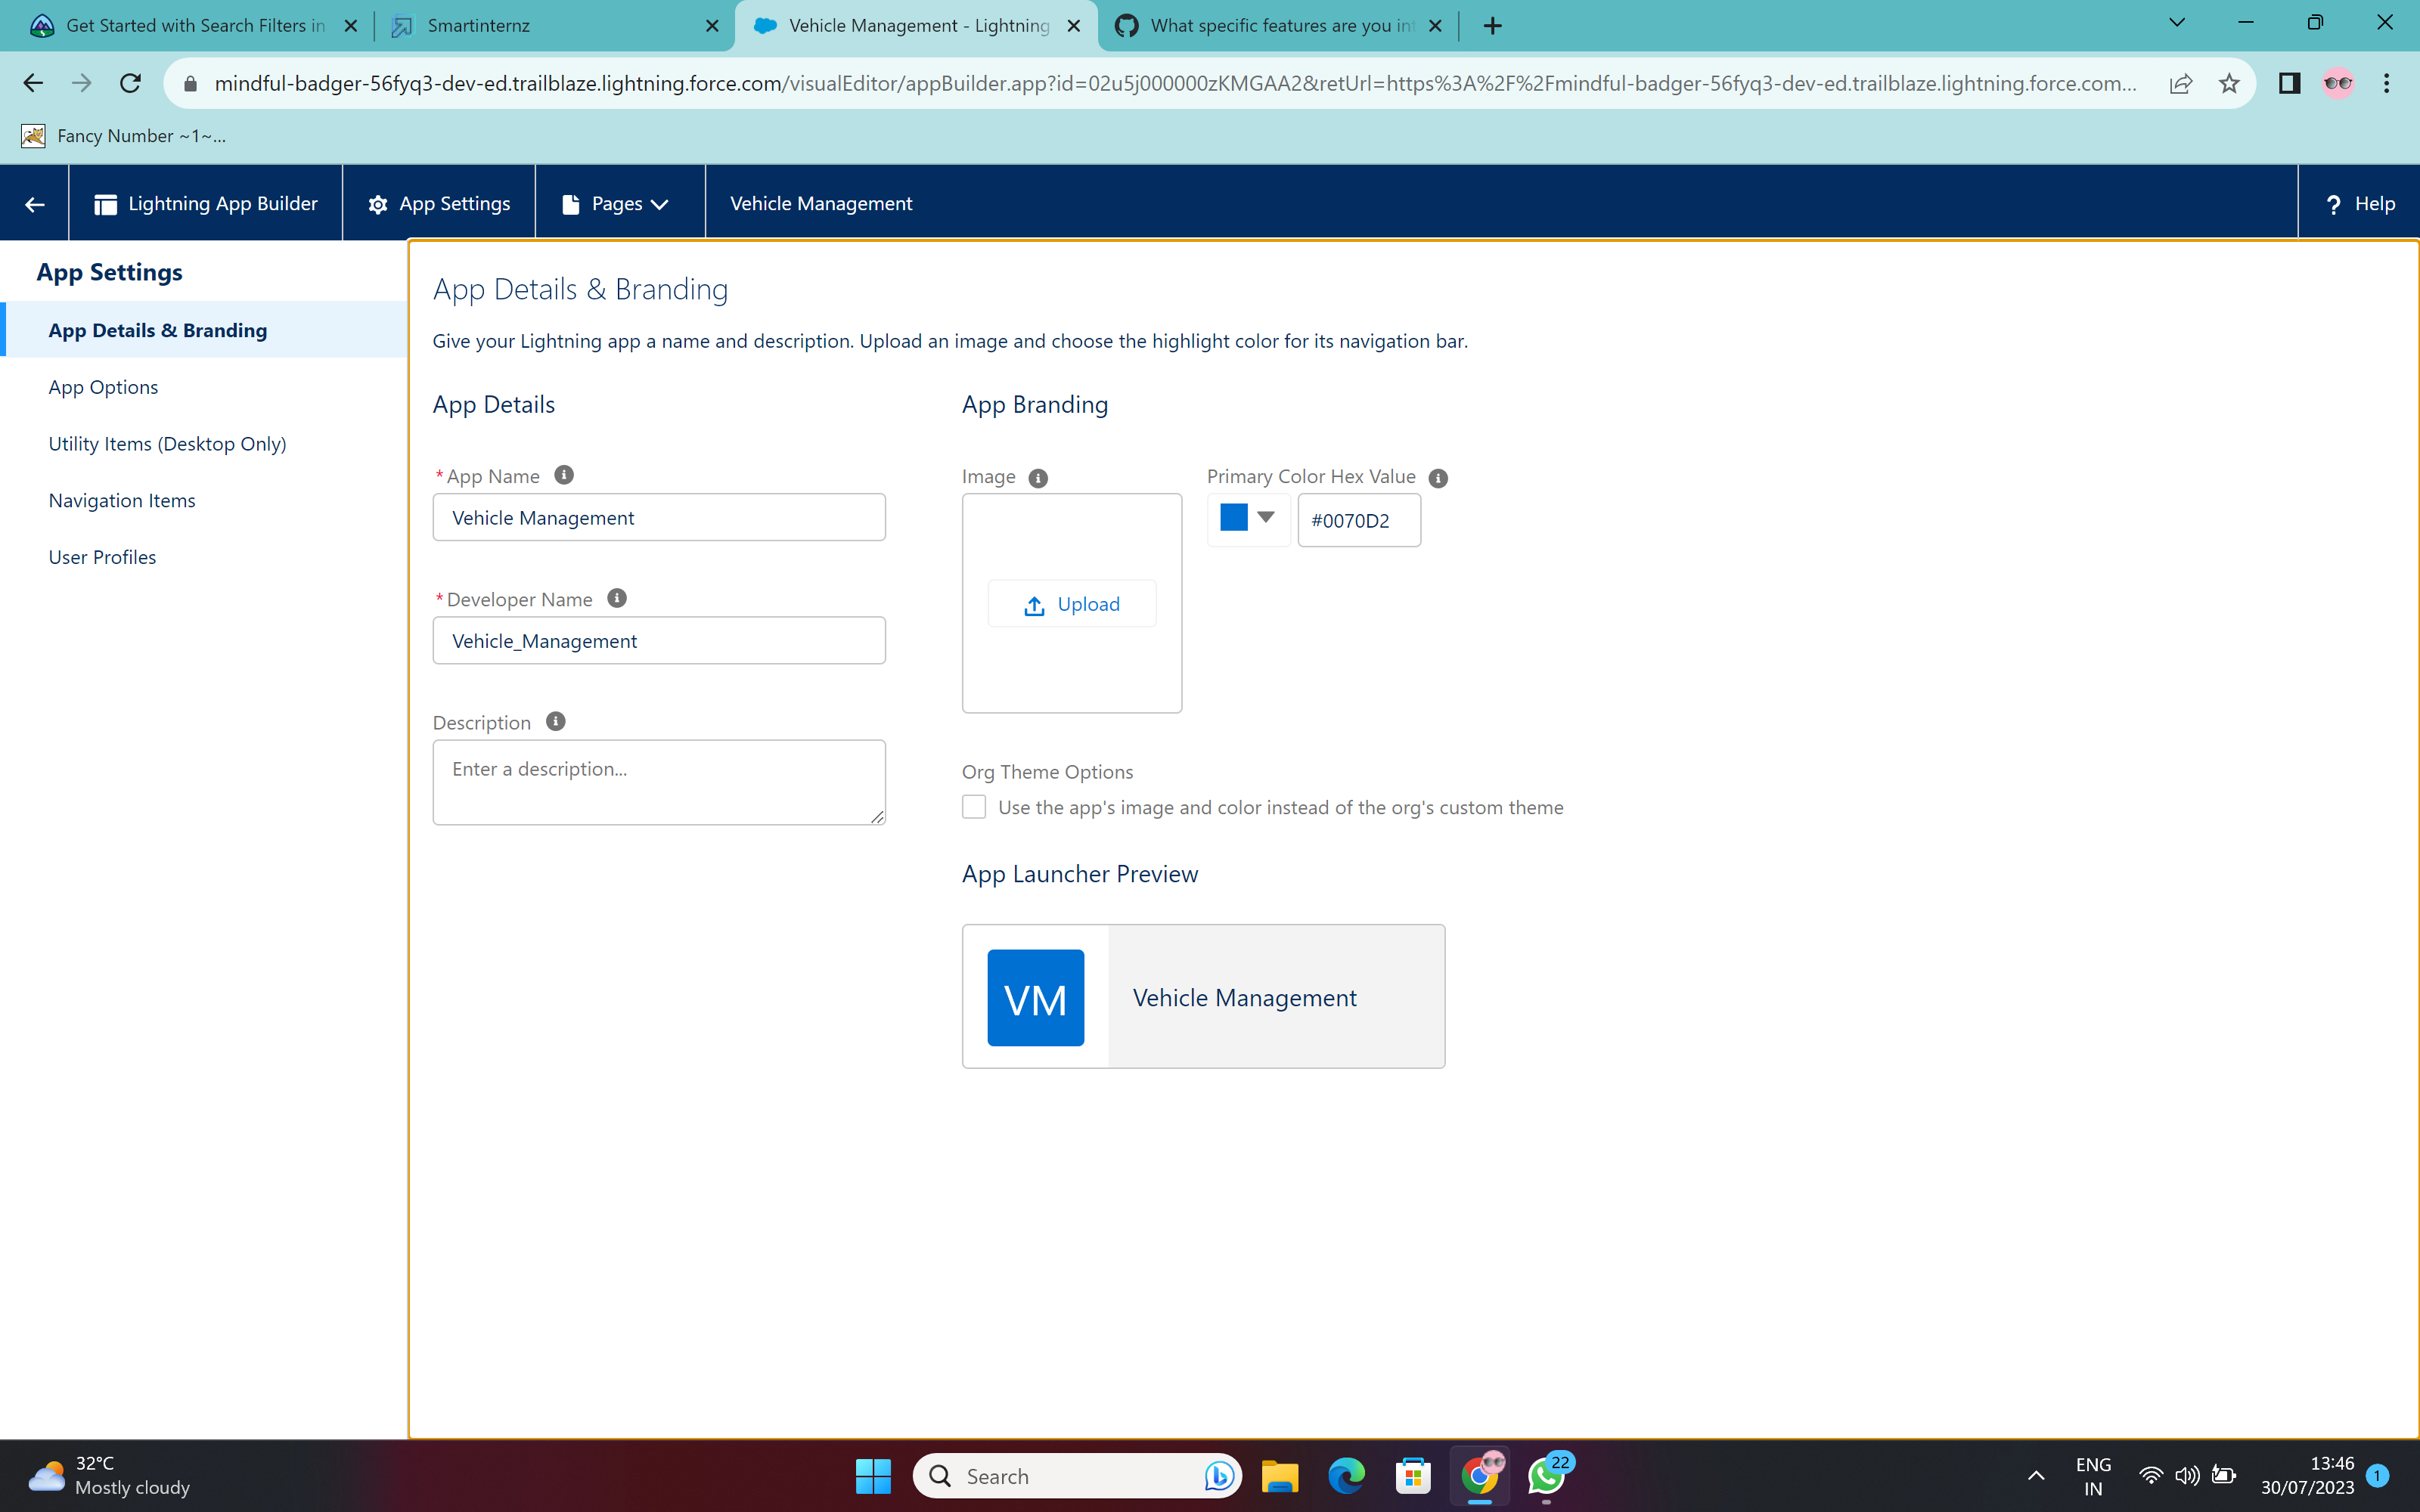 Get Started with Search Filters in
Smartinternz
Vehicle Management - Lightning
What specific features are you int
mindful-badger-56fyq3-dev-ed.trailblaze.lightning.force.com/visualEditor/appBuilder.app?id=02u5j000000zKMGAA2&retUrl=https%3A%2F%2Fmindful-badger-56fyq3-dev-ed.trailblaze.lightning.force.com...
Fancy Number ~1~...
Lightning App Builder
App Settings
Pages
Vehicle Management
? Help
App Settings
App Details & Branding
App Options
Utility Items (Desktop Only)
Navigation Items
User Profiles
App Details & Branding
Give your Lightning app a name and description. Upload an image and choose the highlight color for its navigation bar.
App Details
*App Name
Vehicle Management
*Developer Name
Vehicle_Management
Description
Enter a description...
App Branding
Image
Upload
Primary Color Hex Value
#0070D2
Org Theme Options
Use the app's image and color instead of the org's custom theme
App Launcher Preview
VM
Vehicle Management
32°C
Mostly cloudy
Search
22
ENG
IN
13:46
30/07/2023
1